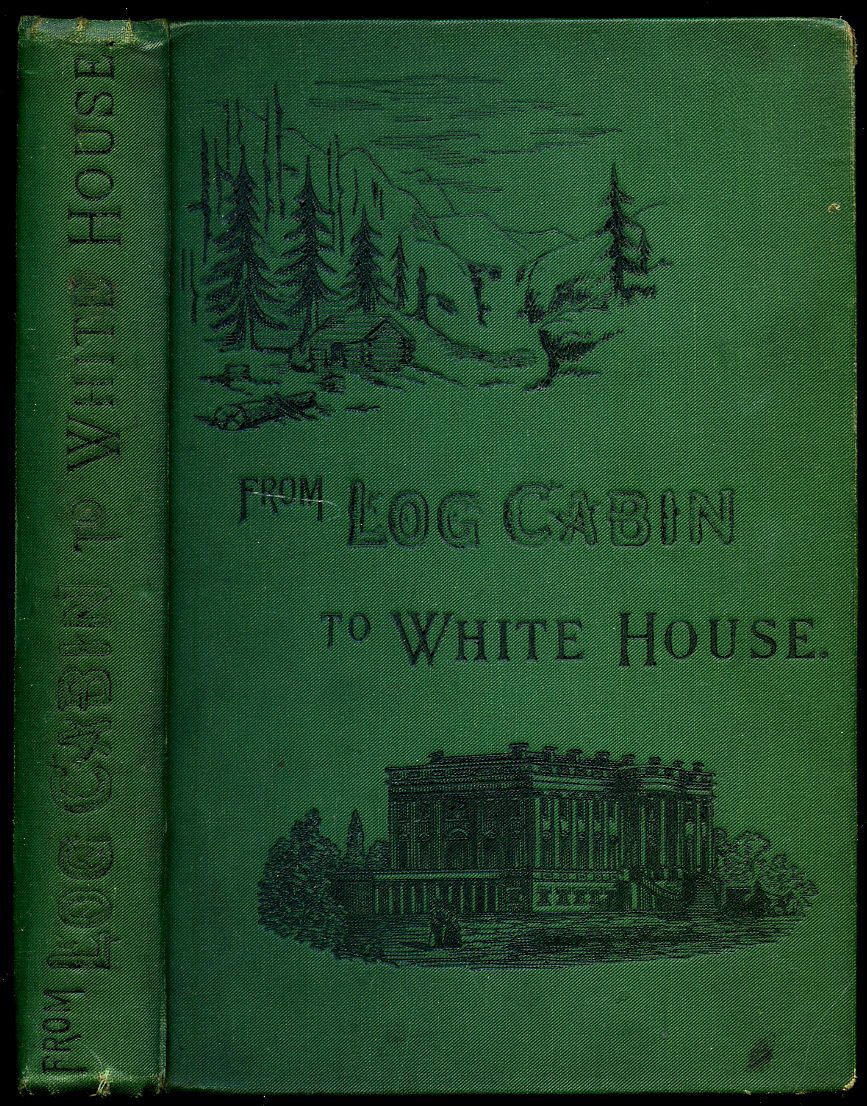 FROM LOG CABIN TO WHITE HOUSE.
FROM LOG CABIN
TO WHITE HOUSE.